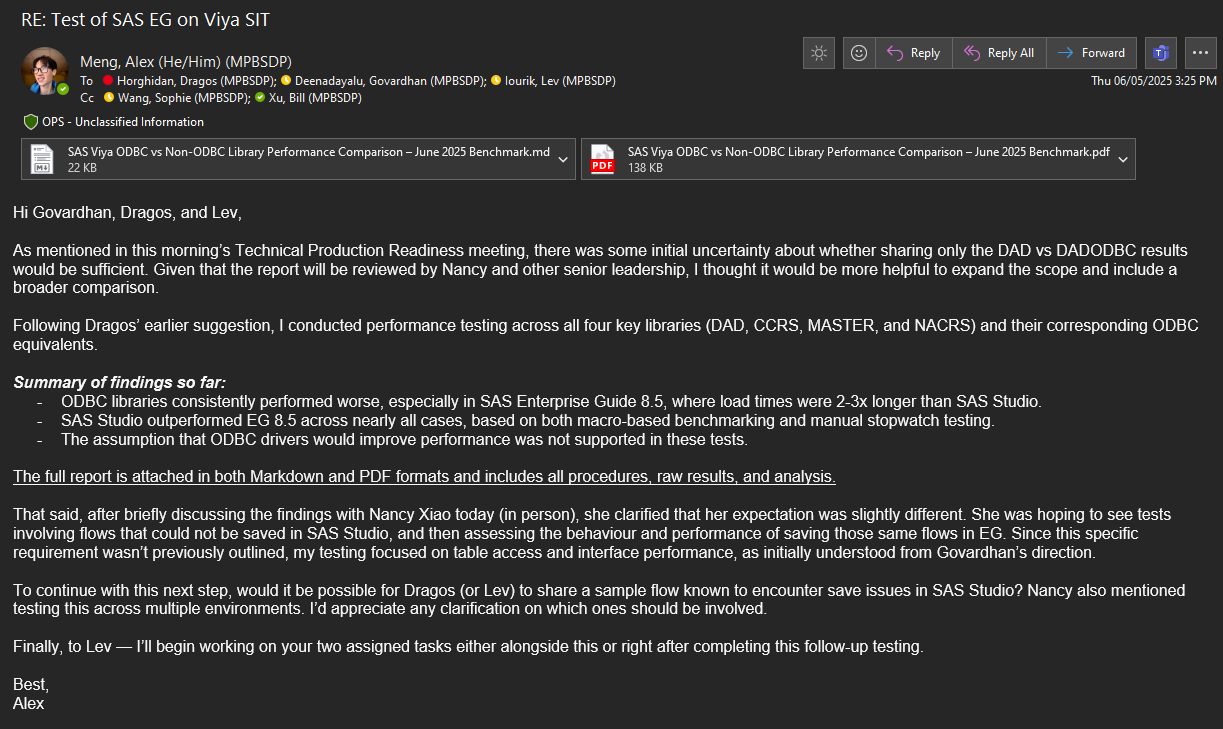 RE: Test of SAS EG on Viya SIT
Meng, Alex (He/Him) (MPBSDP)
To Horghidan, Dragos (MPBSDP); Deenadayalu, Govardhan (MPBSDP); Iourik, Lev (MPBSDP)
Cc Wang, Sophie (MPBSDP); Xu, Bill (MPBSDP)
Reply
Reply All
Forward
Thu 06/05/2025 3:25 PM
OPS - Unclassified Information
SAS Viya ODBC vs Non-ODBC Library Performance Comparison – June 2025 Benchmark.md
22 KB
PDF
SAS Viya ODBC vs Non-ODBC Library Performance Comparison – June 2025 Benchmark.pdf
138 KB
Hi Govardhan, Dragos, and Lev,
As mentioned in this morning’s Technical Production Readiness meeting, there was some initial uncertainty about whether sharing only the DAD vs DADODBC results
would be sufficient. Given that the report will be reviewed by Nancy and other senior leadership, I thought it would be more helpful to expand the scope and include a
broader comparison.
Following Dragos’ earlier suggestion, I conducted performance testing across all four key libraries (DAD, CCRS, MASTER, and NACRS) and their corresponding ODBC
equivalents.
Summary of findings so far:
- ODBC libraries consistently performed worse, especially in SAS Enterprise Guide 8.5, where load times were 2-3x longer than SAS Studio.
- SAS Studio outperformed EG 8.5 across nearly all cases, based on both macro-based benchmarking and manual stopwatch testing.
- The assumption that ODBC drivers would improve performance was not supported in these tests.
The full report is attached in both Markdown and PDF formats and includes all procedures, raw results, and analysis.
That said, after briefly discussing the findings with Nancy Xiao today (in person), she clarified that her expectation was slightly different. She was hoping to see tests
involving flows that could not be saved in SAS Studio, and then assessing the behaviour and performance of saving those same flows in EG. Since this specific
requirement wasn’t previously outlined, my testing focused on table access and interface performance, as initially understood from Govardhan’s direction.
To continue with this next step, would it be possible for Dragos (or Lev) to share a sample flow known to encounter save issues in SAS Studio? Nancy also mentioned
testing this across multiple environments. I’d appreciate any clarification on which ones should be involved.
Finally, to Lev — I’ll begin working on your two assigned tasks either alongside this or right after completing this follow-up testing.
Best,
Alex